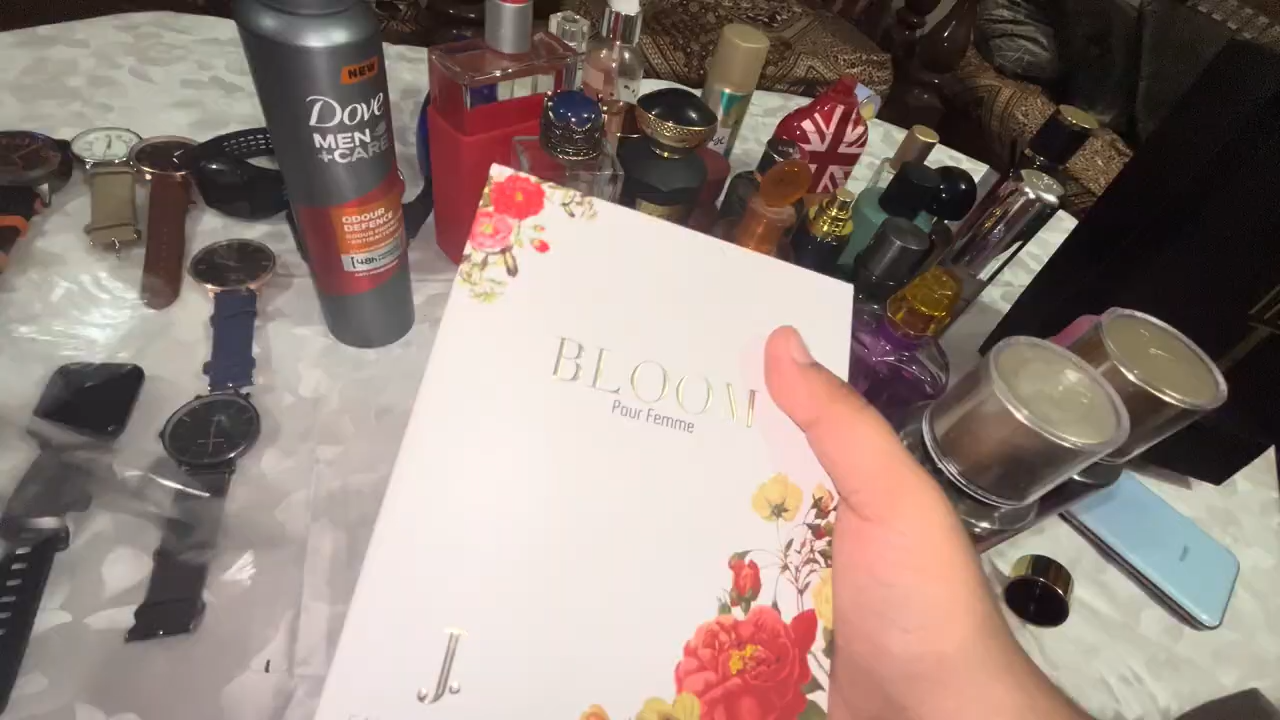 NEW
Dove
MEN
+CARE
ODOUR
DEFENCE
48h
BLOOM
Pour Femme
J.